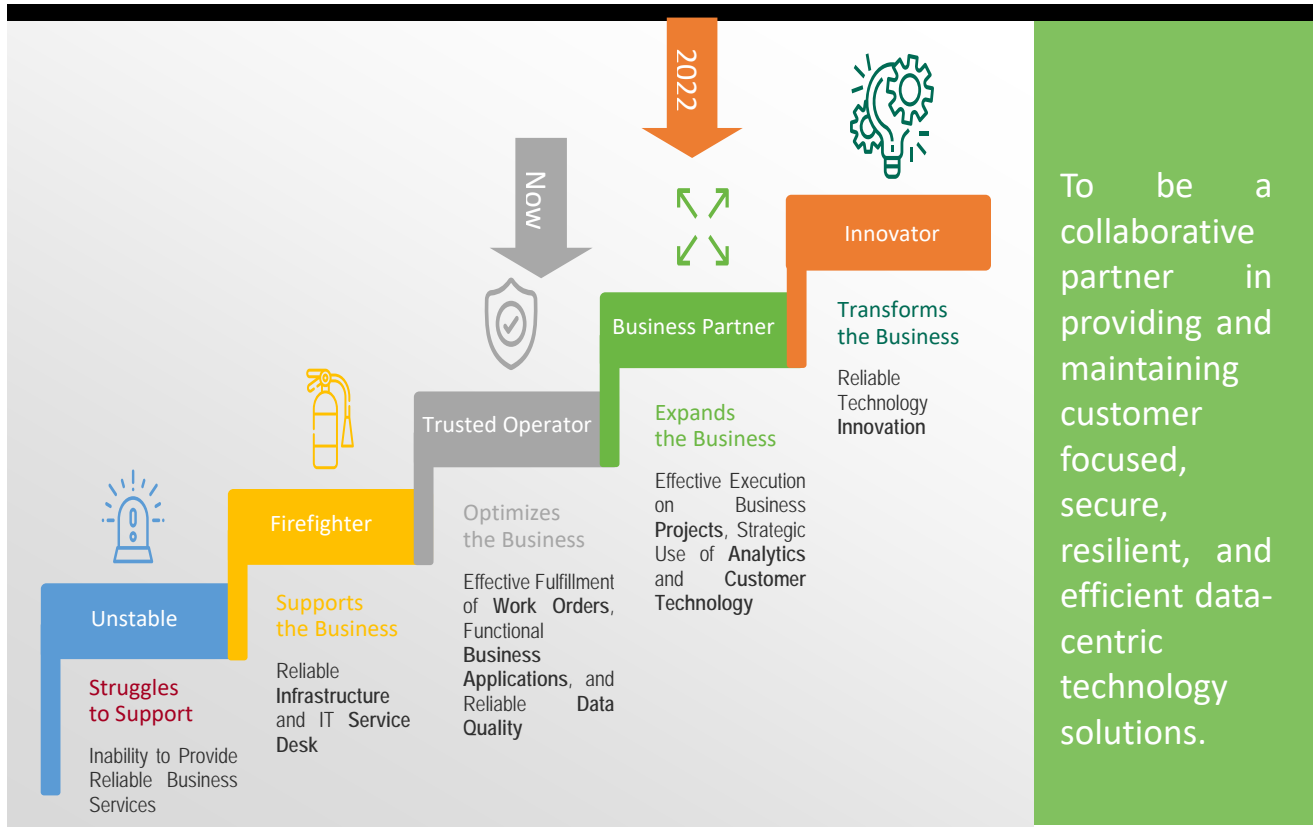 2022
Now
Innovator
Transforms
the Business
Reliable
Technology
Innovation
Business Partner
Expands
the Business
Effective Execution
on Business
Projects, Strategic
Use of Analytics
and Customer
Technology
Trusted Operator
Optimizes
the Business
Effective Fulfillment
of Work Orders,
Functional
Business
Applications, and
Reliable Data
Quality
Firefighter
Supports
the Business
Reliable
Infrastructure
and IT Service
Desk
Unstable
Struggles
to Support
Inability to Provide
Reliable Business
Services
To be a
collaborative
partner in
providing and
maintaining
customer
focused,
secure,
resilient, and
efficient data-
centric
technology
solutions.